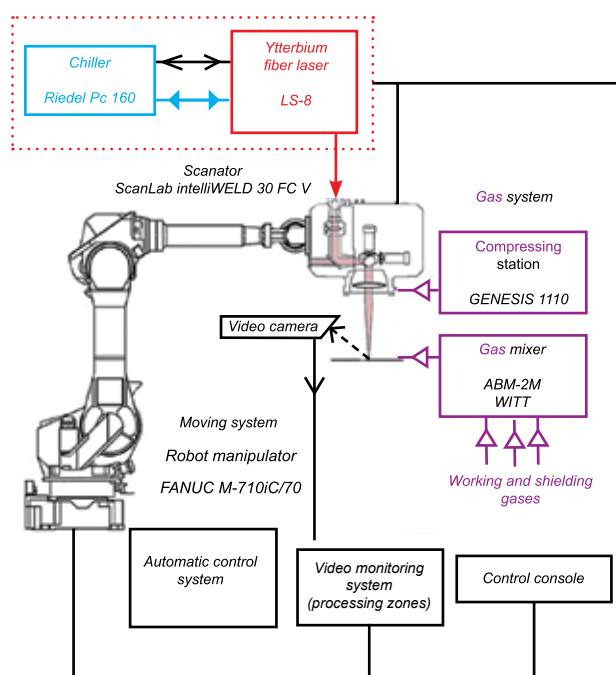 Chiller
Riedel Pc 160
Ytterbium
fiber laser
LS-8
Scanator
ScanLab intelliWELD 30 FC V
Gas system
Compressing
station
GENESIS 1110
Video camera
Gas mixer
ABM-2M
WITT
Moving system
Robot manipulator
FANUC M-710iC/70
Working and shielding
gases
Automatic control
system
Video monitoring
system
(processing zones)
Control console